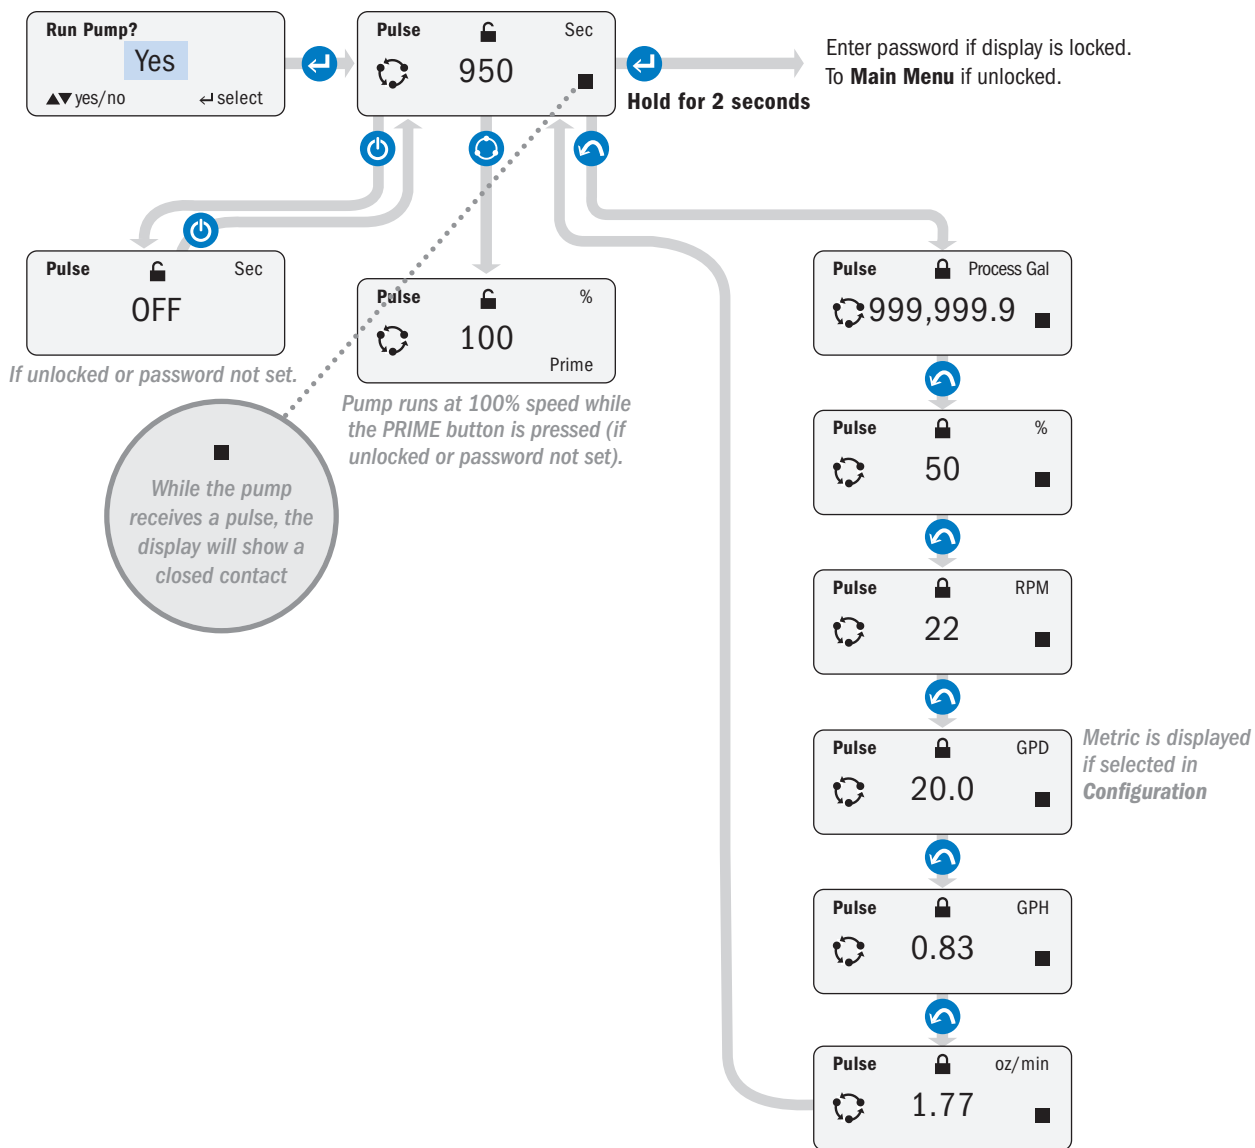 Run Pump?
Yes
▲▼ yes/no ↵ select
Pulse Sec
950
Hold for 2 seconds
Enter password if display is locked.
To Main Menu if unlocked.
Pulse Sec
OFF
If unlocked or password not set.
Pulse %
100
Prime
Pump runs at 100% speed while
the PRIME button is pressed (if
unlocked or password not set).
While the pump
receives a pulse, the
display will show a
closed contact
Pulse Process Gal
999,999.9
Pulse %
50
Pulse RPM
22
Pulse GPD
20.0
Metric is displayed
if selected in
Configuration
Pulse GPH
0.83
Pulse oz/min
1.77